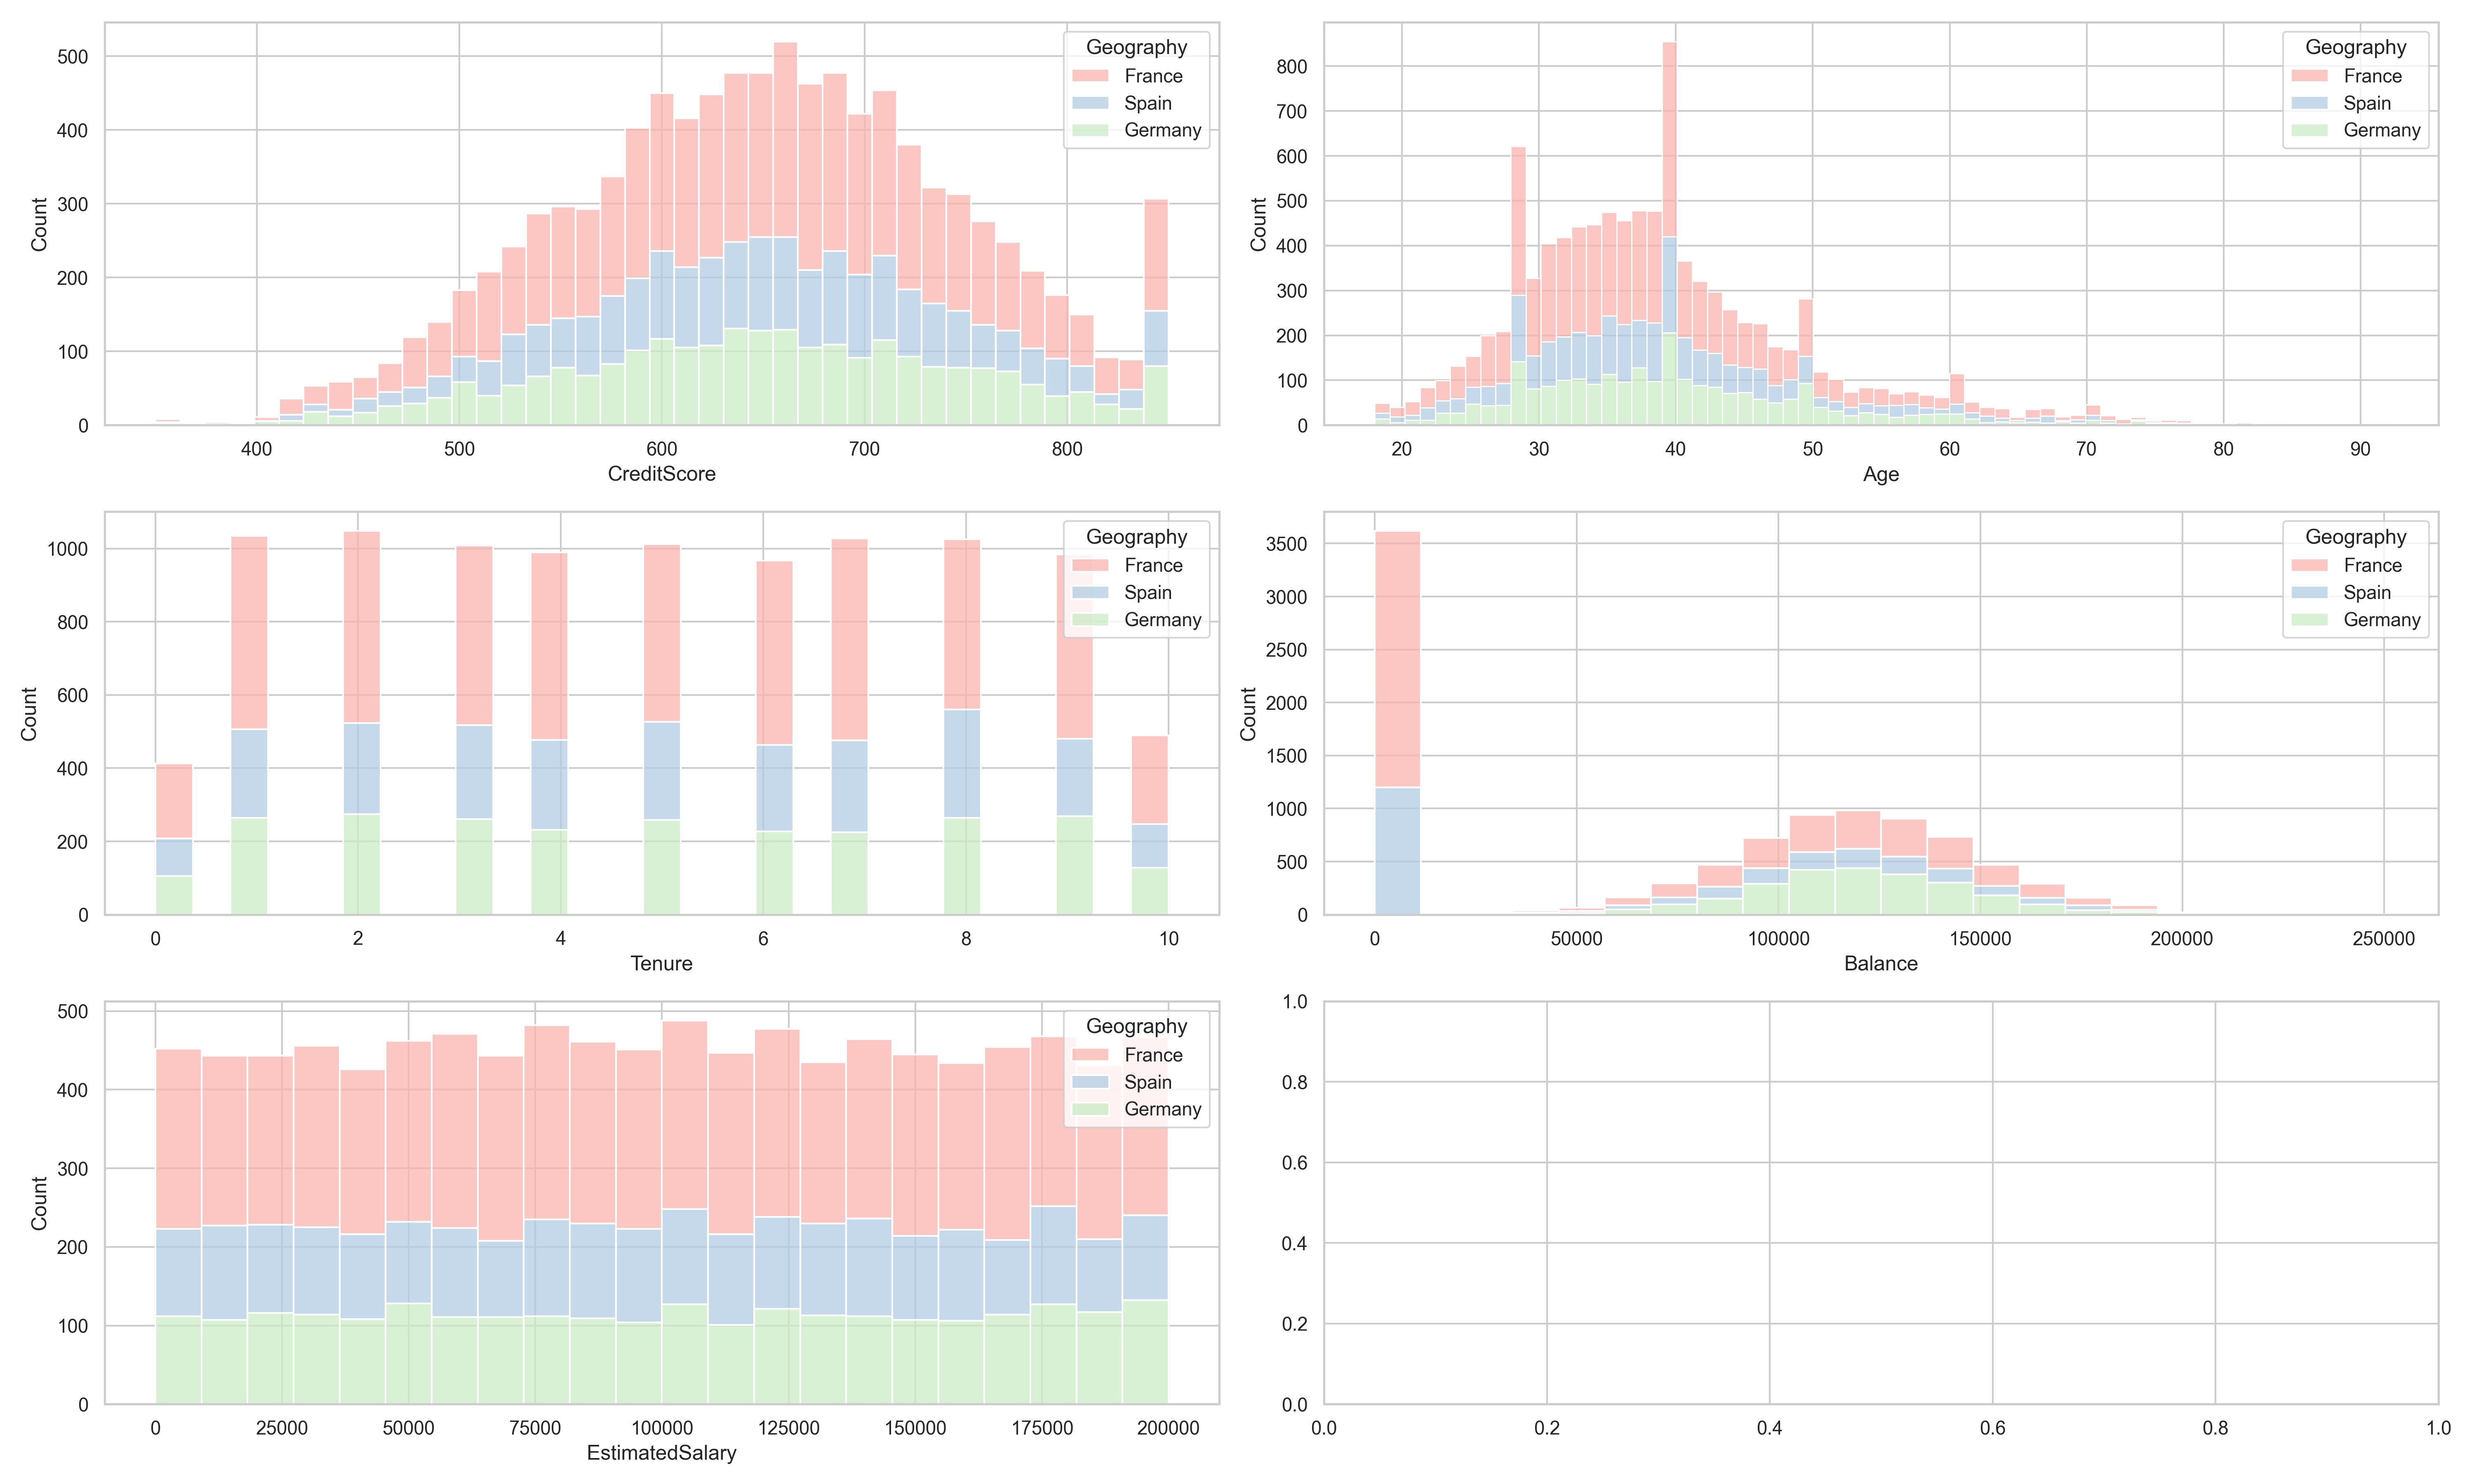 Geography
France
Spain
Germany
500
400
300
200
100
0
Count
400 500 600 700 800
CreditScore
Geography
France
Spain
Germany
800
700
600
500
400
300
200
100
0
Count
20 30 40 50 60 70 80 90
Age
Geography
France
Spain
Germany
1000
800
600
400
200
0
Count
0 2 4 6 8 10
Tenure
Geography
France
Spain
Germany
3500
3000
2500
2000
1500
1000
500
0
Count
0 50000 100000 150000 200000 250000
Balance
Geography
France
Spain
Germany
500
400
300
200
100
0
Count
0 25000 50000 75000 100000 125000 150000 175000 200000
EstimatedSalary
1.0
0.8
0.6
0.4
0.2
0.0
0.0 0.2 0.4 0.6 0.8 1.0